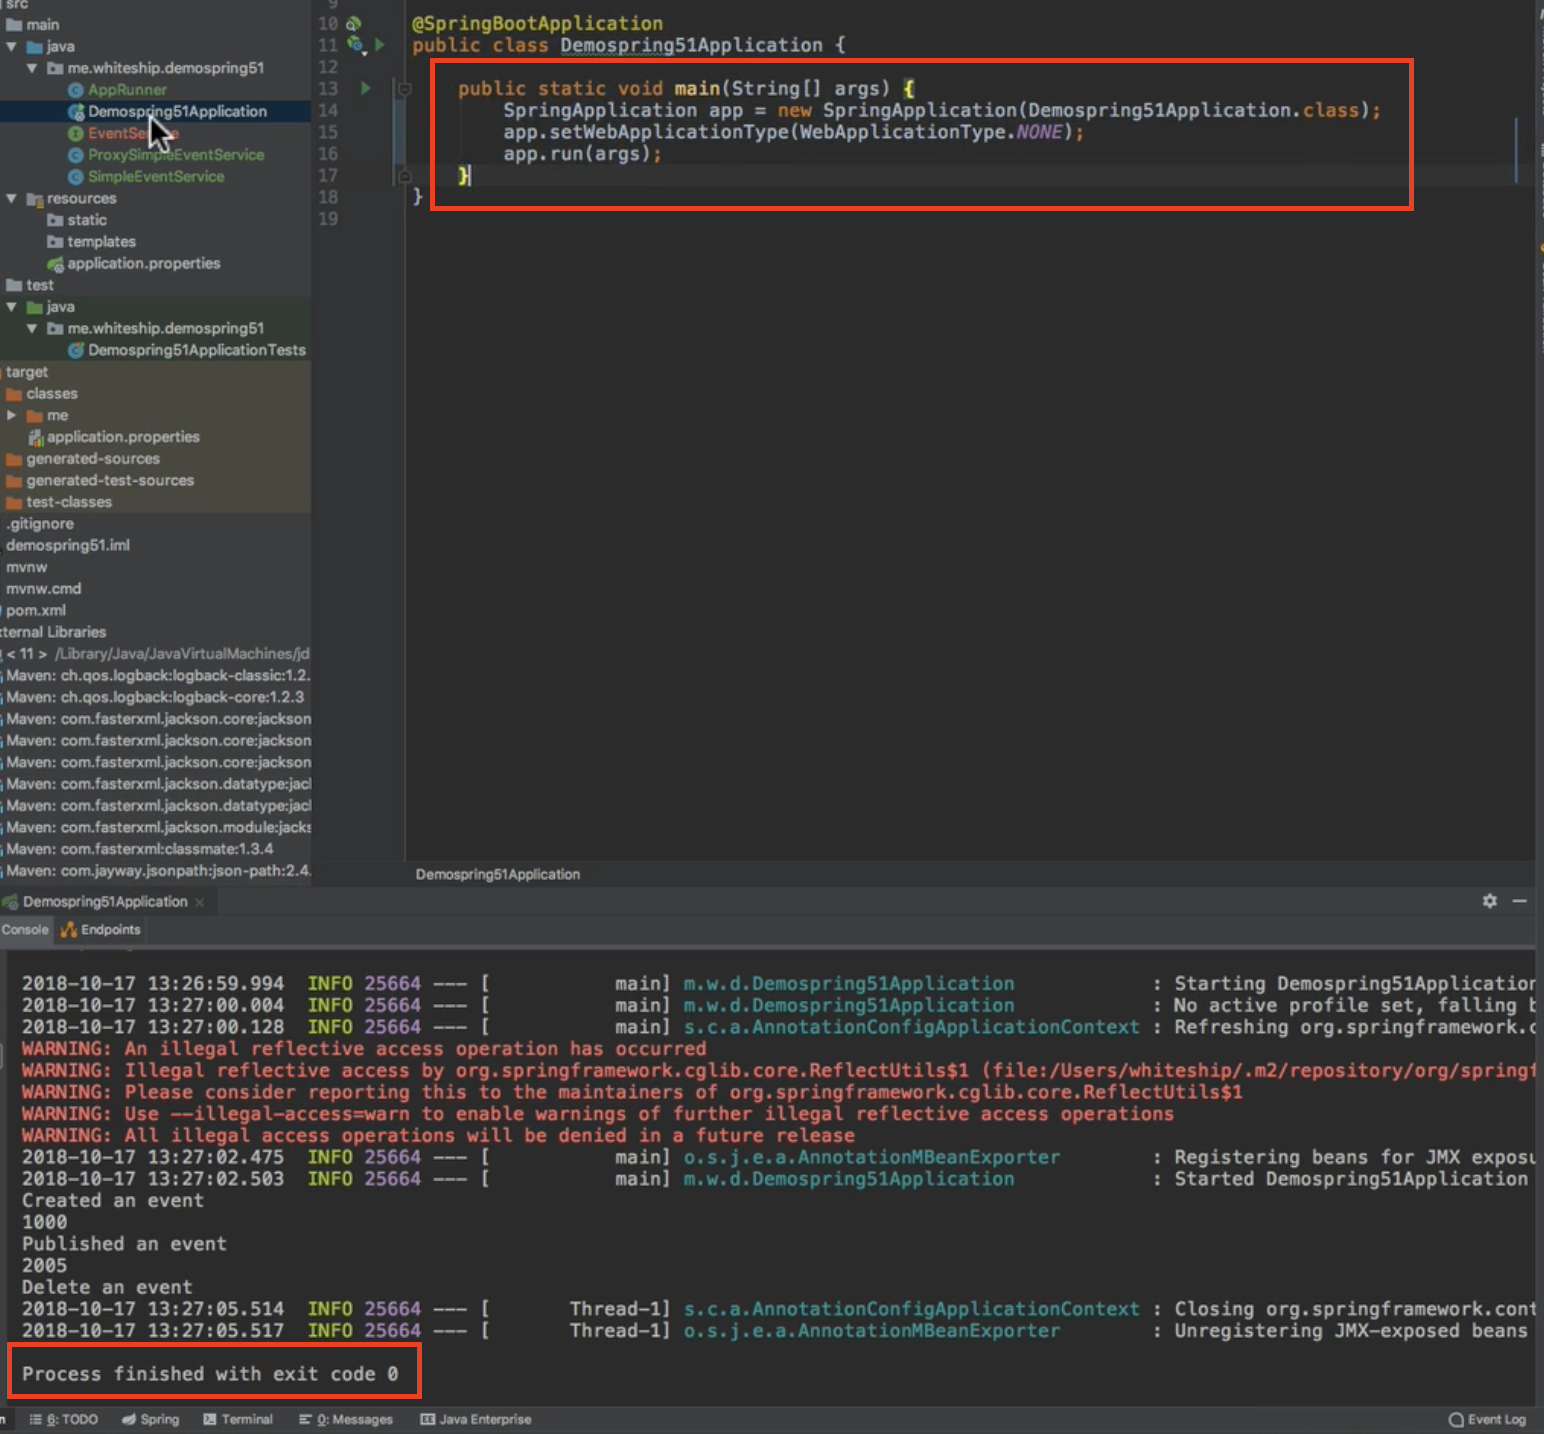 src
main
java
me.whiteship.demospring51
AppRunner
Demospring51Application
ProxySimpleEventService
SimpleEventService
resources
static
templates
application.properties
test
java
me.whiteship.demospring51
Demospring51ApplicationTests
target
classes
me
application.properties
generated-sources
generated-test-sources
test-classes
.gitignore
demospring51.iml
mvnw
mvnw.cmd
pom.xml
ternal Libraries
< 11 > /Library/Java/JavaVirtualMachines/jd
Maven: ch.qos.logback:logback-classic:1.2.
Maven: ch.qos.logback:logback-core:1.2.3
Maven: com.fasterxml.jackson.core:jackson
Maven: com.fasterxml.jackson.core:jackson
Maven: com.fasterxml.jackson.core:jackson
Maven: com.fasterxml.jackson.datatype:jac
Maven: com.fasterxml.jackson.datatype:jac
Maven: com.fasterxml.jackson.module:jacks
Maven: com.fasterxml:classmate:1.3.4
Maven: com.jayway.jsonpath:json-path:2.4.
9
10 @SpringBootApplication
11 public class Demospring51Application {
12
13 public static void main(String[] args) {
14 SpringApplication app = new SpringApplication(Demospring51Application.class);
15 app.setWebApplicationType(WebApplicationType.NONE);
16 app.run(args);
17 }
18 }
19
Demospring51Application
Demospring51Application ×
Console Endpoints
2018-10-17 13:26:59.994 INFO 25664 --- [ main] m.w.d.Demospring51Application : Starting Demospring51Application
2018-10-17 13:27:00.004 INFO 25664 --- [ main] m.w.d.Demospring51Application : No active profile set, falling b
2018-10-17 13:27:00.128 INFO 25664 --- [ main] s.c.a.AnnotationConfigApplicationContext : Refreshing org.springframework.c
WARNING: An illegal reflective access operation has occurred
WARNING: Illegal reflective access by org.springframework.cglib.core.ReflectUtils$1 (file:/Users/whiteship/.m2/repository/org/springf
WARNING: Please consider reporting this to the maintainers of org.springframework.cglib.core.ReflectUtils$1
WARNING: Use --illegal-access=warn to enable warnings of further illegal reflective access operations
WARNING: All illegal access operations will be denied in a future release
2018-10-17 13:27:02.475 INFO 25664 --- [ main] o.s.j.e.a.AnnotationMBeanExporter : Registering beans for JMX exposu
2018-10-17 13:27:02.503 INFO 25664 --- [ main] m.w.d.Demospring51Application : Started Demospring51Application
Created an event
1000
Published an event
2005
Delete an event
2018-10-17 13:27:05.514 INFO 25664 --- [ Thread-1] s.c.a.AnnotationConfigApplicationContext : Closing org.springframework.cont
2018-10-17 13:27:05.517 INFO 25664 --- [ Thread-1] o.s.j.e.a.AnnotationMBeanExporter : Unregistering JMX-exposed beans
Process finished with exit code 0
n 6: TODO Spring Terminal 0: Messages Java Enterprise Event Log